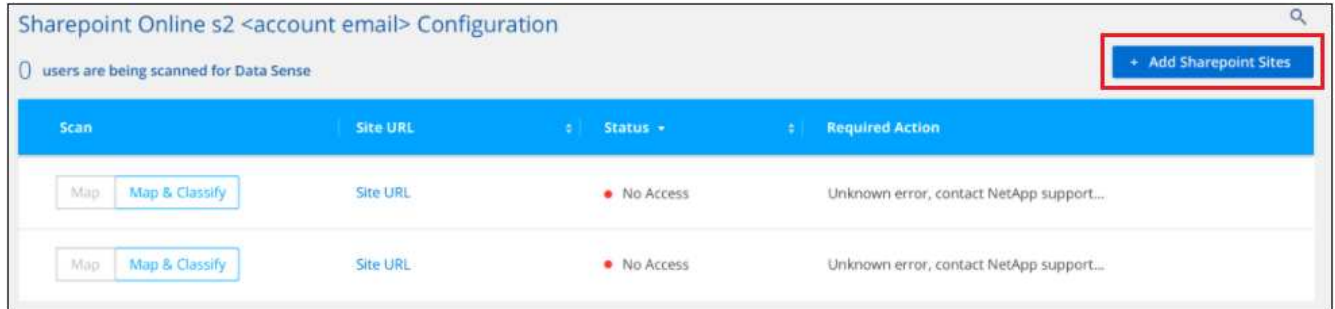 Sharepoint Online s2 <account email> Configuration
0 users are being scanned for Data Sense
+ Add Sharepoint Sites
Scan Site URL Status Required Action
Map Map & Classify Site URL No Access Unknown error, contact NetApp support...
Map Map & Classify Site URL No Access Unknown error, contact NetApp support...